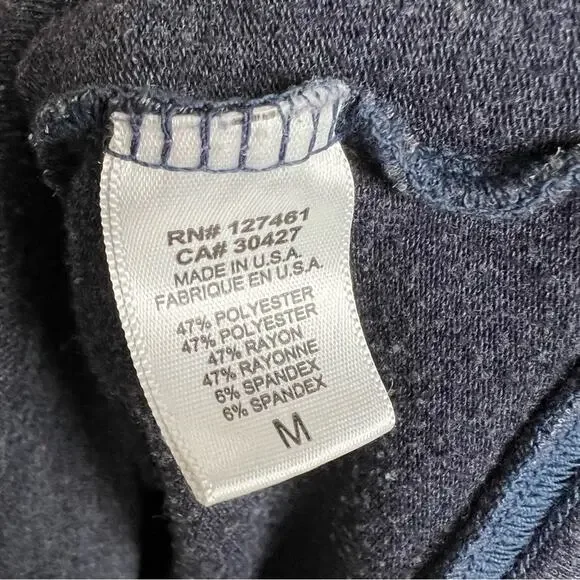 RN# 127461
CA# 30427
MADE IN U.S.A.
FABRIQUE EN U.S.A.
47% POLYESTER
47% POLYESTER
47% RAYON
47% RAYONNE
6% SPANDEX
6% SPANDEX
M